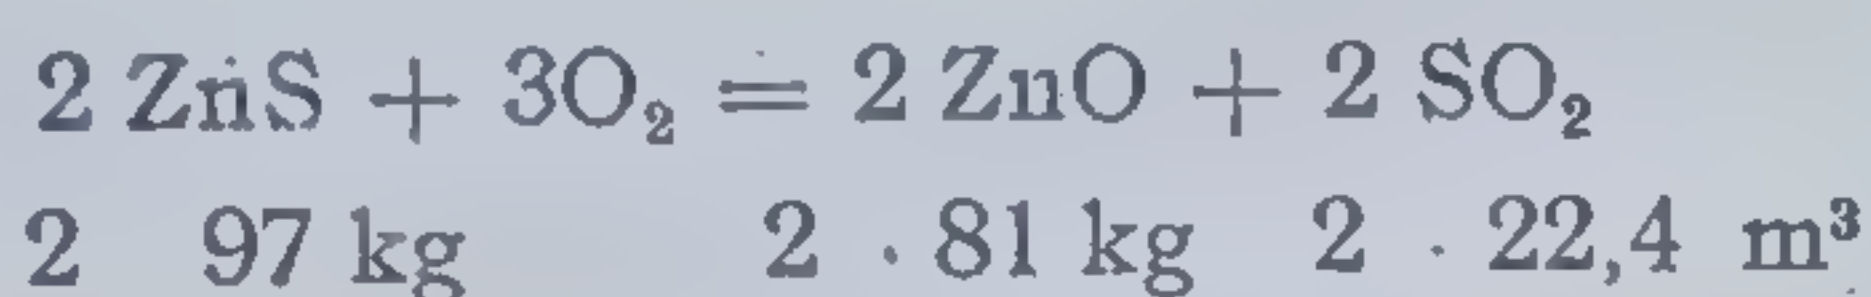 2 ZnS + 3O₂ = 2 ZnO + 2 SO₂
2 97 kg 2 · 81 kg 2 · 22,4 m³